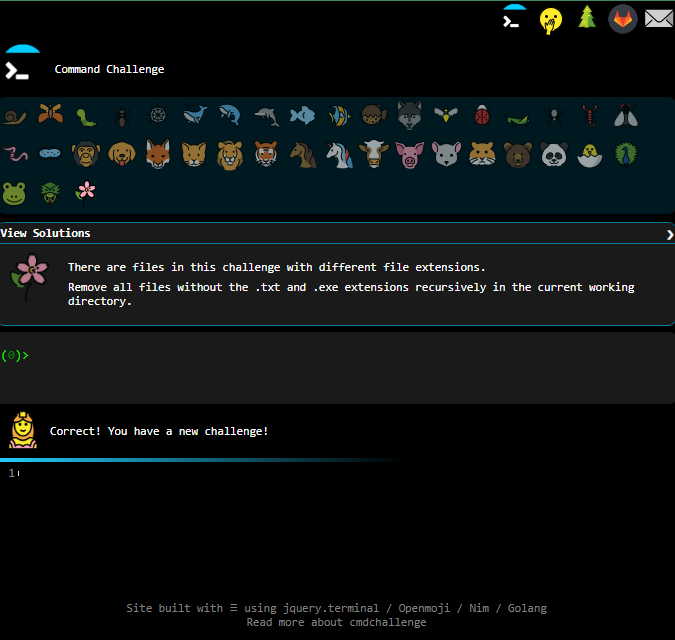 Command Challenge
View Solutions
There are files in this challenge with different file extensions.
Remove all files without the .txt and .exe extensions recursively in the current working
directory.
(0)>
Correct! You have a new challenge!
1
Site built with ☰ using jquery.terminal / Openmoji / Nim / Golang
Read more about cmdchallenge